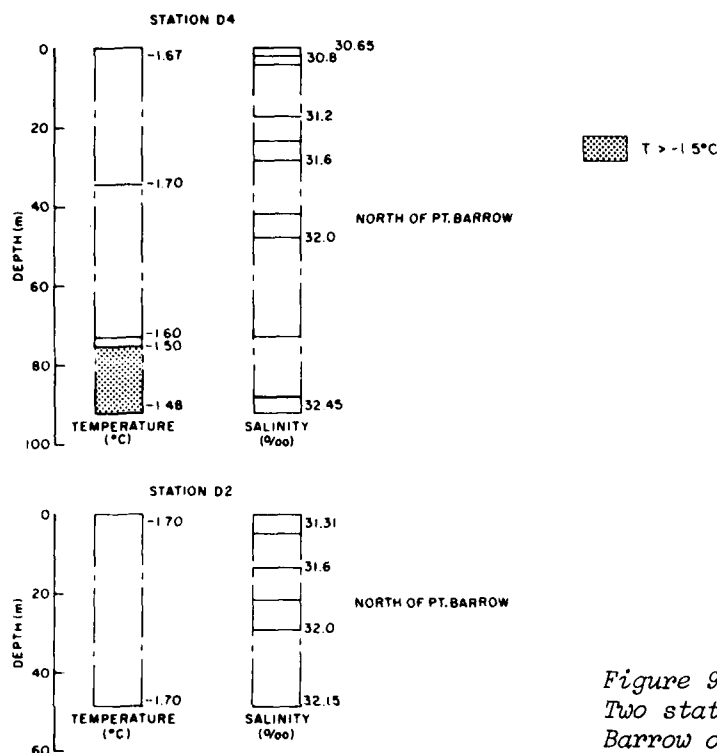 STATION D4
0
20
40
60
80
100
DEPTH (m)
-1.67
-1.70
-1.60
-1.50
-1.48
TEMPERATURE
(°C)
30.65
30.8
31.2
31.6
32.0
32.45
SALINITY
(‰)
NORTH OF PT. BARROW
T > -1.5°C
STATION D2
0
20
40
60
DEPTH (m)
-1.70
-1.70
TEMPERATURE
(°C)
31.31
31.6
32.0
32.15
SALINITY
(‰)
NORTH OF PT. BARROW
Figure 9
Two stat
Barrow o